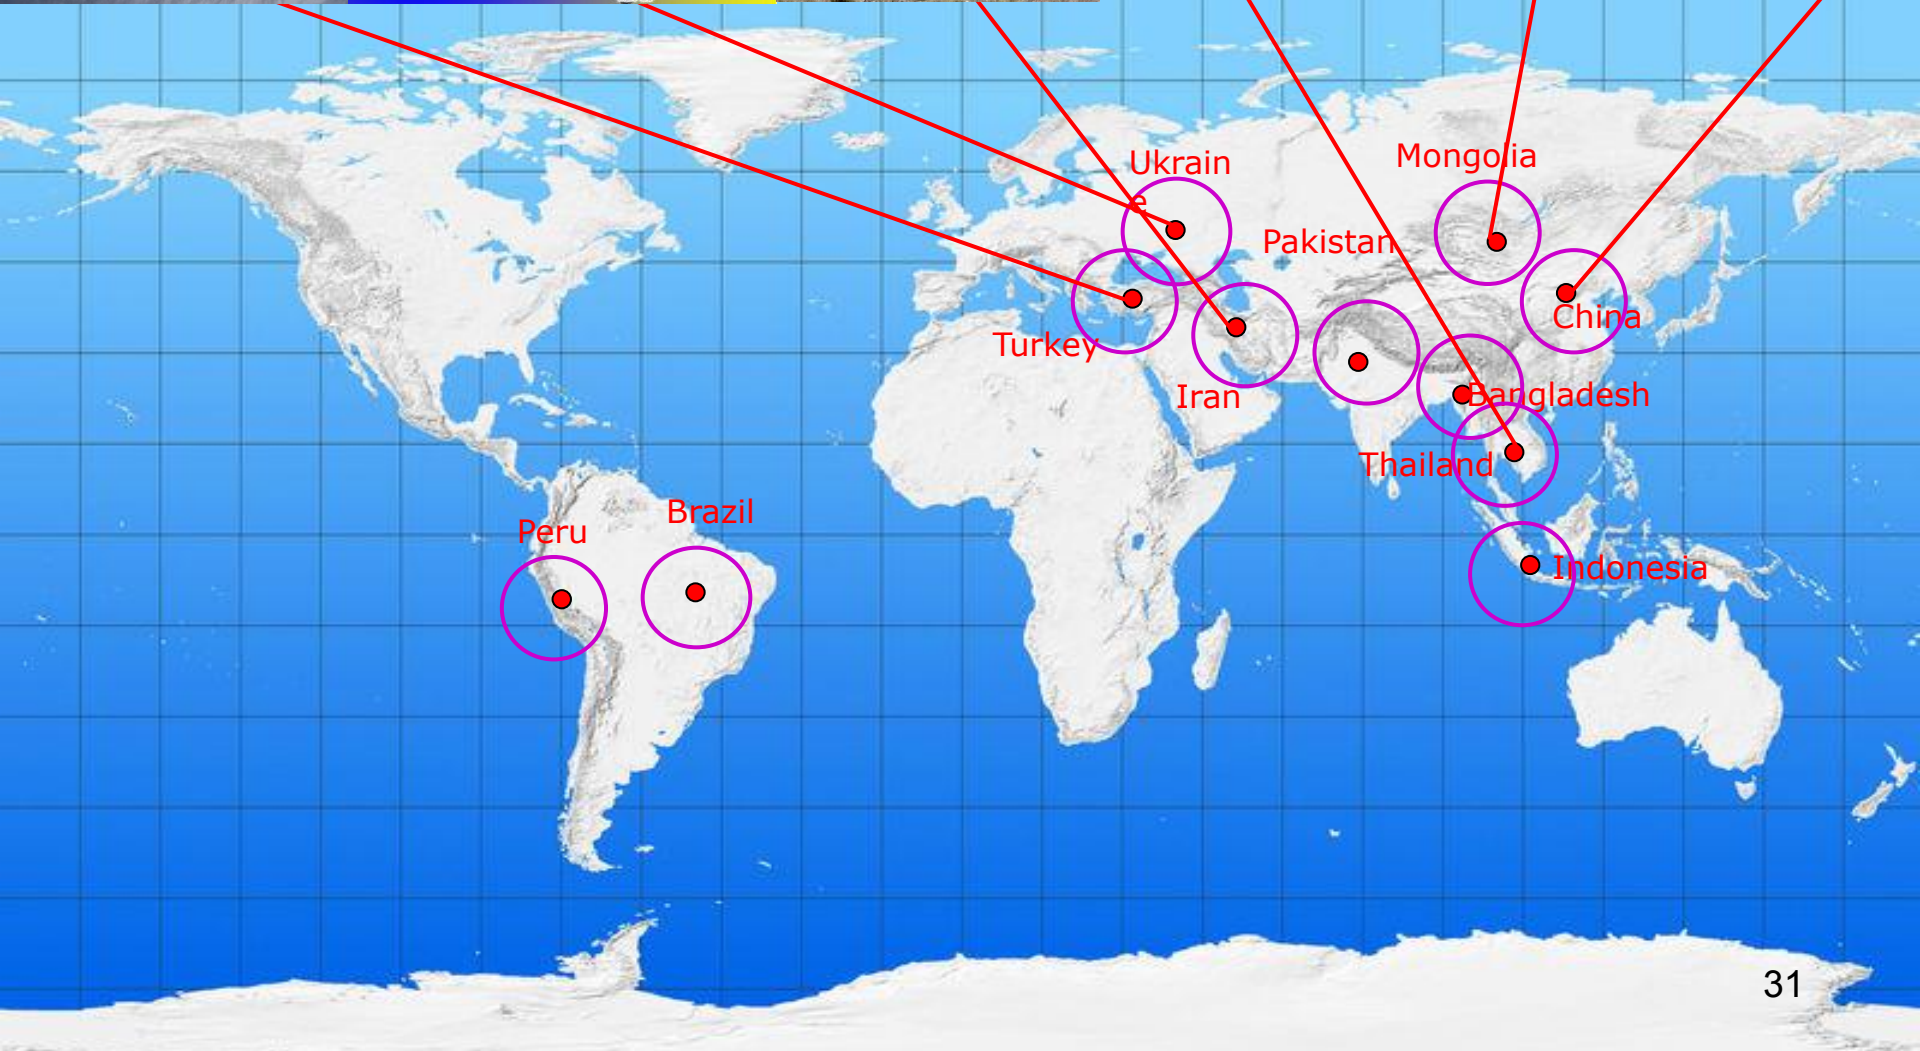 Ukrain
e
Mongolia
Pakistan
China
Turkey
Iran
Bangladesh
Thailand
Brazil
Peru
Indonesia
31